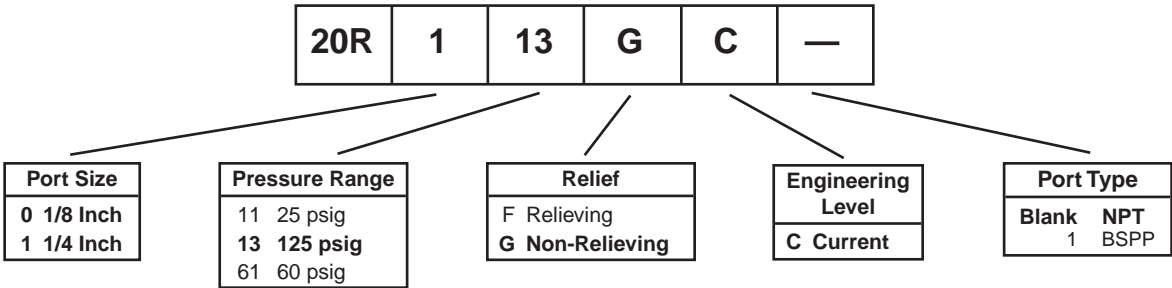 20R 1 13 G C —
Port Size
0 1/8 Inch
1 1/4 Inch
Pressure Range
11 25 psig
13 125 psig
61 60 psig
Relief
F Relieving
G Non-Relieving
Engineering
Level
C Current
Port Type
Blank NPT
1 BSPP